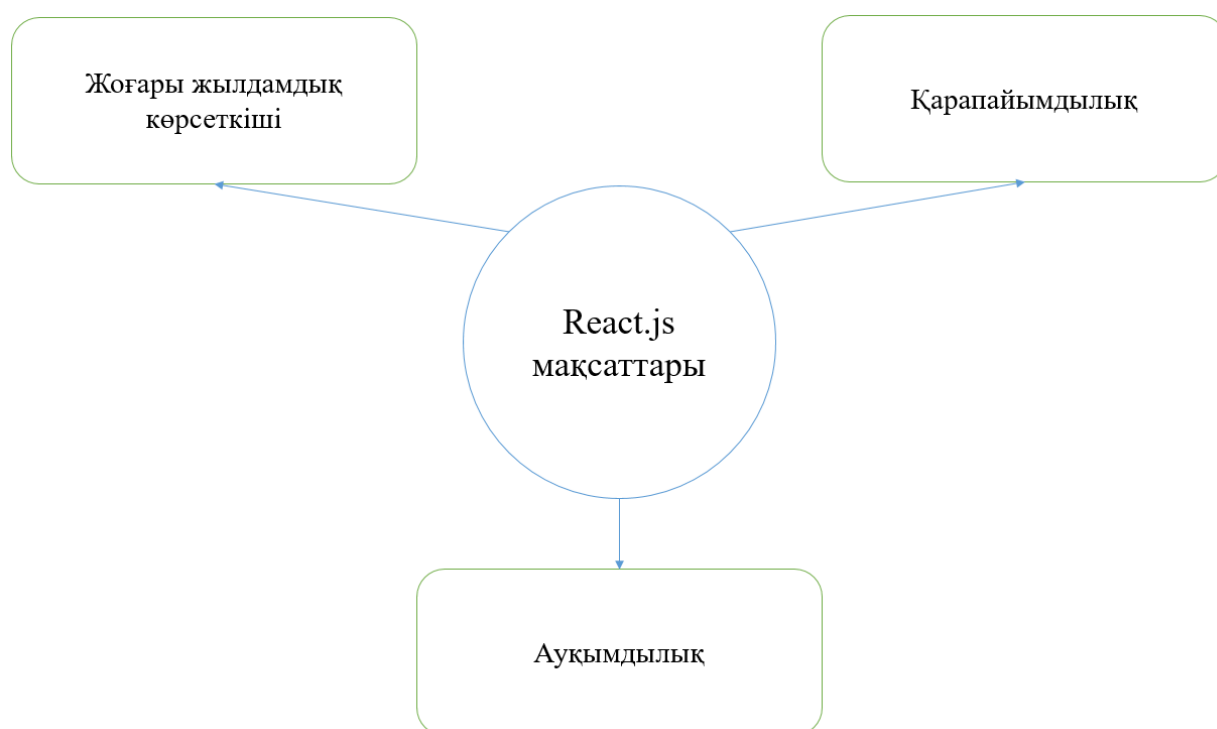 Жоғары жылдамдық
көрсеткіші
Қарапайымдылық
React.js
мақсаттары
Ауқымдылық